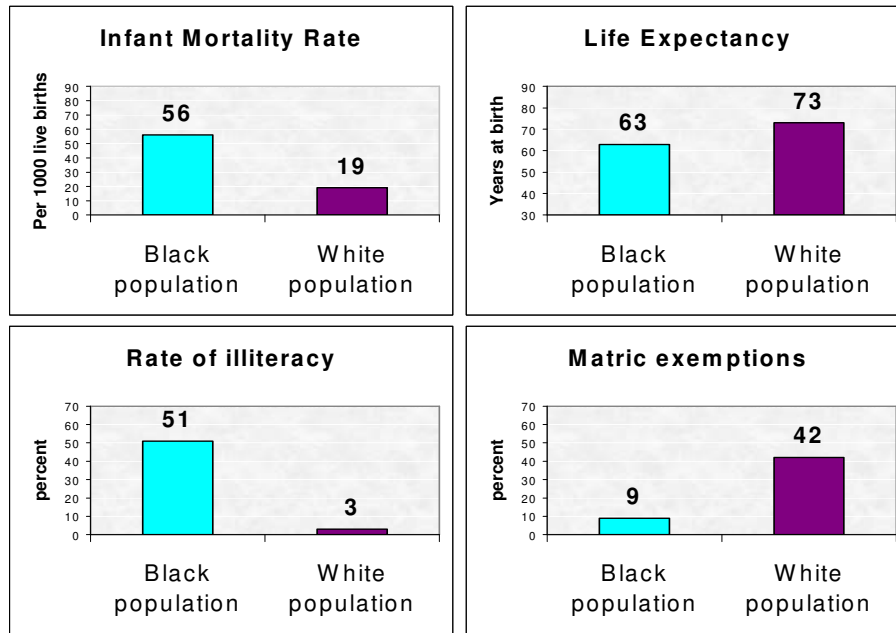 Infant Mortality Rate
Per 1000 live births
90
80
70
60
50
40
30
20
10
0
56
19
Black population
White population
Life Expectancy
Years at birth
90
80
70
60
50
40
30
63
73
Black population
White population
Rate of illiteracy
percent
70
60
50
40
30
20
10
0
51
3
Black population
White population
Matric exemptions
percent
70
60
50
40
30
20
10
0
9
42
Black population
White population